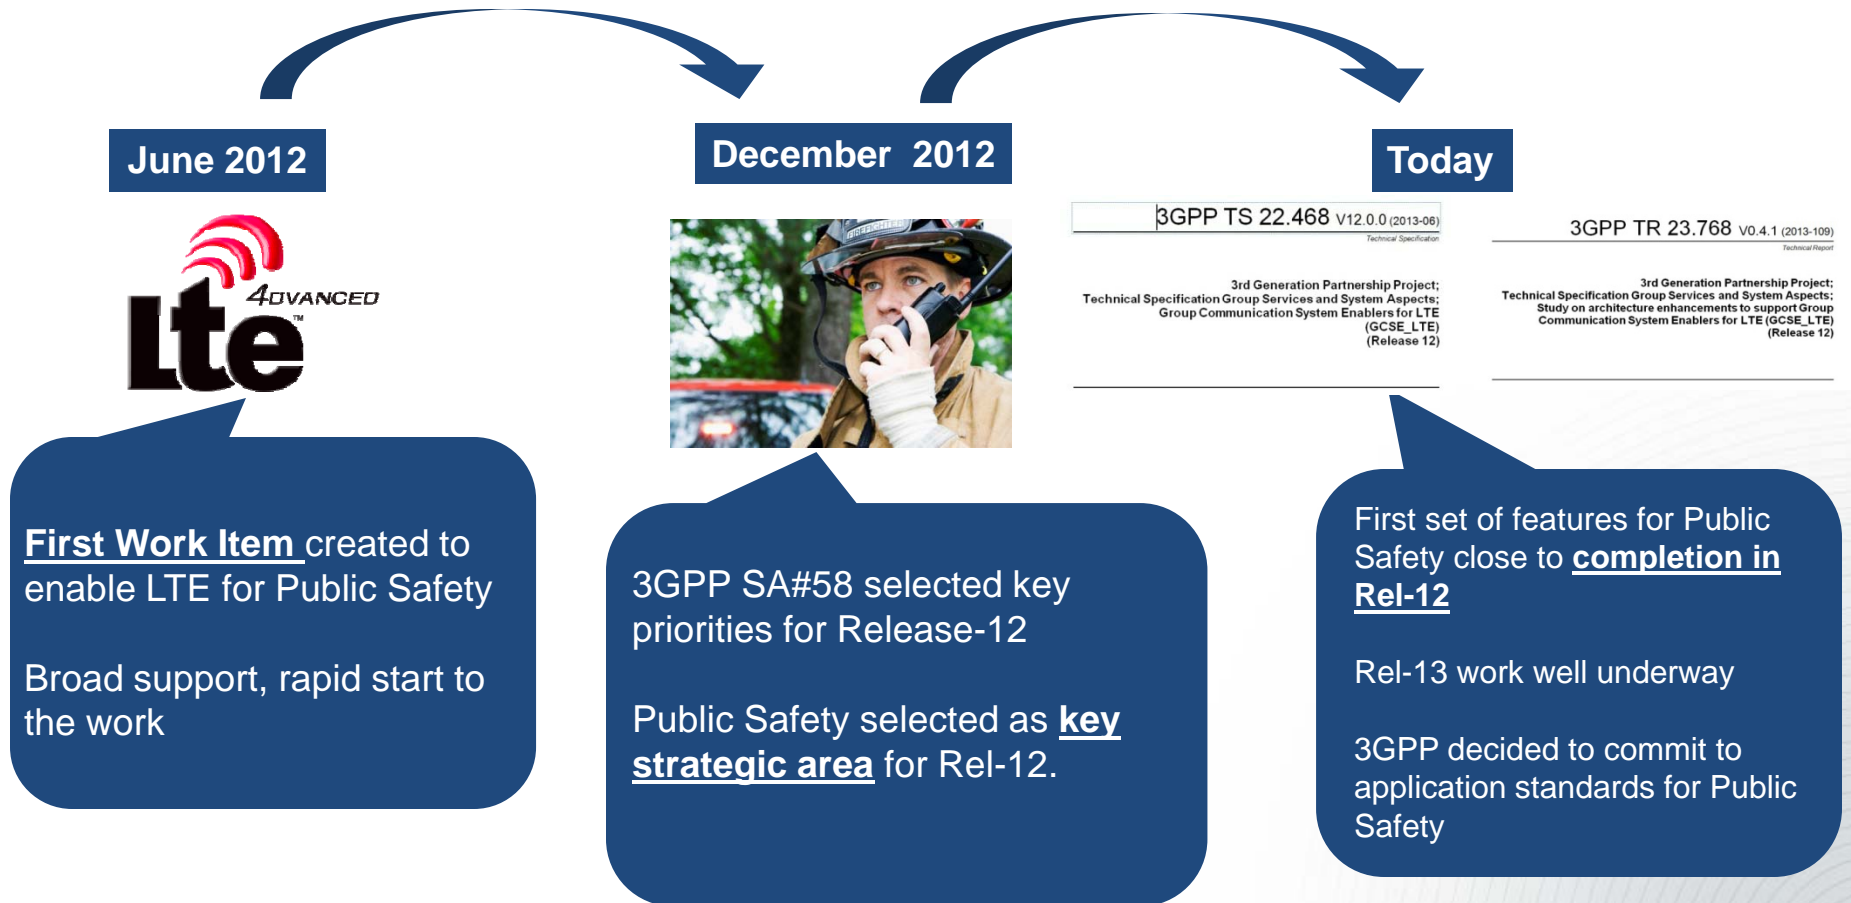 June 2012
December 2012
Today
Lte
ADVANCED
TM
FIREFIGHTER
3GPP TS 22.468 V12.0.0 (2013-06)
Technical Specification
3rd Generation Partnership Project;
Technical Specification Group Services and System Aspects;
Group Communication System Enablers for LTE
(GCSE_LTE)
(Release 12)
3GPP TR 23.768 V0.4.1 (2013-109)
Technical Report
3rd Generation Partnership Project;
Technical Specification Group Services and System Aspects;
Study on architecture enhancements to support Group
Communication System Enablers for LTE (GCSE_LTE)
(Release 12)
First Work Item created to
enable LTE for Public Safety
Broad support, rapid start to
the work
3GPP SA#58 selected key
priorities for Release-12
Public Safety selected as key
strategic area for Rel-12.
First set of features for Public
Safety close to completion in
Rel-12
Rel-13 work well underway
3GPP decided to commit to
application standards for Public
Safety